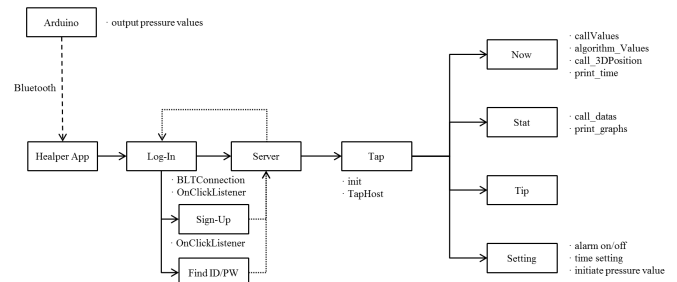 Arduino
· output pressure values
Bluetooth
Healper App
Log-In
Server
Tap
· BLTConnection
· OnClickListener
· init
· TapHost
Sign-Up
· OnClickListener
Find ID/PW
Now
· callValues
· algorithm_Values
· call_3DPosition
· print_time
Stat
· call_datas
· print_graphs
Tip
Setting
· alarm on/off
· time setting
· initiate pressure value